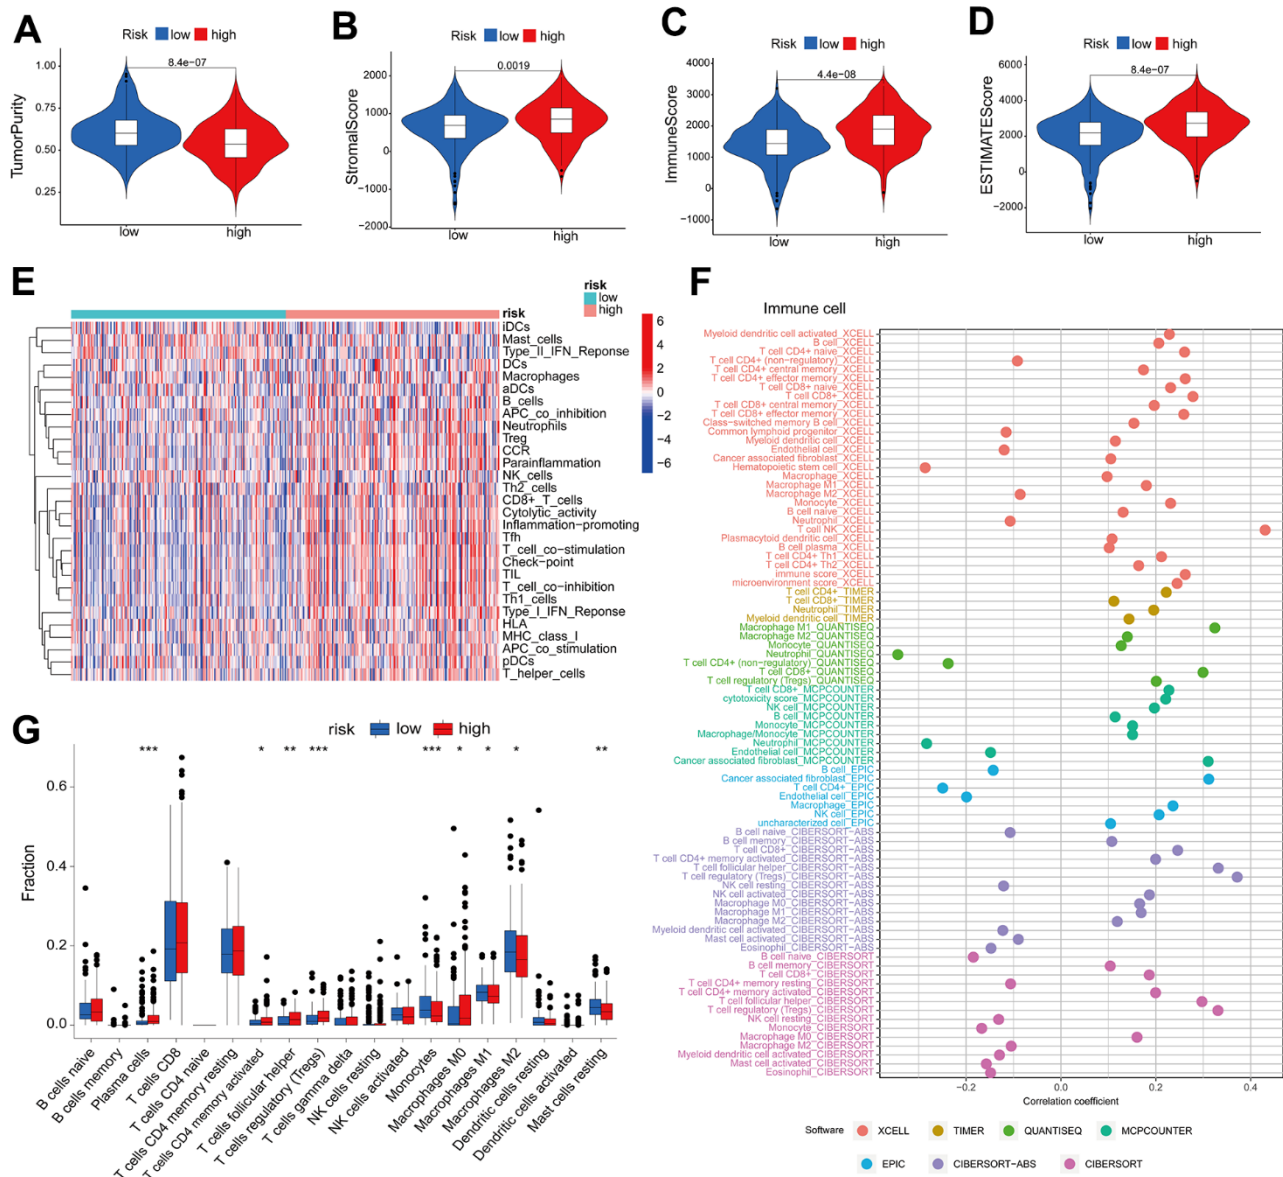 A
Risk low high
8.4e-07
TumorPurity
1.00
0.75
0.50
0.25
low high
B
Risk low high
0.0019
StromalScore
2000
1000
0
−1000
−2000
low high
C
Risk low high
4.4e-08
ImmuneScore
4000
3000
2000
1000
0
−1000
low high
D
Risk low high
8.4e-07
ESTIMATEScore
6000
4000
2000
0
−2000
low high
E
risk
low
high
risk
iDCs
Mast_cells
Type_II_IFN_Reponse
DCs
Macrophages
aDCs
B_cells
APC_co_inhibition
Neutrophils
Treg
CCR
Parainflammation
NK_cells
Th2_cells
CD8+_T_cells
Cytolytic_activity
Inflammation-promoting
Tfh
T_cell_co-stimulation
Check-point
TIL
T_cell_co-inhibition
Th1_cells
Type_I_IFN_Reponse
HLA
MHC_class_I
APC_co_stimulation
pDCs
T_helper_cells
6
4
2
0
−2
−4
−6
F
Immune cell
Myeloid dendritic cell activated_XCELL
B cell_XCELL
T cell CD4+ naive_XCELL
T cell CD4+ (non-regulatory)_XCELL
T cell CD4+ central memory_XCELL
T cell CD4+ effector memory_XCELL
T cell CD8+ naive_XCELL
T cell CD8+_XCELL
T cell CD8+ central memory_XCELL
T cell CD8+ effector memory_XCELL
Class-switched memory B cell_XCELL
Common lymphoid progenitor_XCELL
Myeloid dendritic cell_XCELL
Endothelial cell_XCELL
Cancer associated fibroblast_XCELL
Hematopoietic stem cell_XCELL
Macrophage_XCELL
Macrophage M1_XCELL
Macrophage M2_XCELL
Monocyte_XCELL
B cell naive_XCELL
Neutrophil_XCELL
T cell NK_XCELL
Plasmacytoid dendritic cell_XCELL
B cell plasma_XCELL
T cell CD4+ Th1_XCELL
T cell CD4+ Th2_XCELL
immune score_XCELL
microenvironment score_XCELL
T cell CD4+_TIMER
T cell CD8+_TIMER
Neutrophil_TIMER
Myeloid dendritic cell_TIMER
Macrophage M1_QUANTISEQ
Macrophage M2_QUANTISEQ
Monocyte_QUANTISEQ
Neutrophil_QUANTISEQ
T cell CD4+ (non-regulatory)_QUANTISEQ
T cell CD8+_QUANTISEQ
T cell regulatory (Tregs)_QUANTISEQ
T cell CD8+_MCPCOUNTER
cytotoxicity score_MCPCOUNTER
NK cell_MCPCOUNTER
B cell_MCPCOUNTER
Monocyte_MCPCOUNTER
Macrophage/Monocyte_MCPCOUNTER
Neutrophil_MCPCOUNTER
Endothelial cell_MCPCOUNTER
Cancer associated fibroblast_MCPCOUNTER
B cell_EPIC
Cancer associated fibroblast_EPIC
T cell CD4+_EPIC
Endothelial cell_EPIC
Macrophage_EPIC
NK cell_EPIC
uncharacterized cell_EPIC
B cell naive_CIBERSORT−ABS
B cell memory_CIBERSORT−ABS
T cell CD8+_CIBERSORT−ABS
T cell CD4+ memory activated_CIBERSORT−ABS
T cell follicular helper_CIBERSORT−ABS
T cell regulatory (Tregs)_CIBERSORT−ABS
NK cell resting_CIBERSORT−ABS
NK cell activated_CIBERSORT−ABS
Macrophage M0_CIBERSORT−ABS
Macrophage M1_CIBERSORT−ABS
Macrophage M2_CIBERSORT−ABS
Myeloid dendritic cell activated_CIBERSORT−ABS
Mast cell activated_CIBERSORT−ABS
Eosinophil_CIBERSORT−ABS
B cell naive_CIBERSORT
B cell memory_CIBERSORT
T cell CD8+_CIBERSORT
T cell CD4+ memory resting_CIBERSORT
T cell CD4+ memory activated_CIBERSORT
T cell follicular helper_CIBERSORT
T cell regulatory (Tregs)_CIBERSORT
NK cell resting_CIBERSORT
Monocyte_CIBERSORT
Macrophage M0_CIBERSORT
Macrophage M2_CIBERSORT
Myeloid dendritic cell activated_CIBERSORT
Mast cell activated_CIBERSORT
Eosinophil_CIBERSORT
−0.2 0.0 0.2 0.4
Correlation coefficient
Software XCELL TIMER QUANTISEQ MCPCOUNTER
EPIC CIBERSORT−ABS CIBERSORT
G
risk low high
*** * ** *** *** * * * **
Fraction
0.6
0.4
0.2
0.0
B cells naive
B cells memory
Plasma cells
T cells CD8
T cells CD4 naive
T cells CD4 memory resting
T cells CD4 memory activated
T cells follicular helper
T cells regulatory (Tregs)
T cells gamma delta
NK cells resting
NK cells activated
Monocytes
Macrophages M0
Macrophages M1
Macrophages M2
Dendritic cells resting
Dendritic cells activated
Mast cells resting